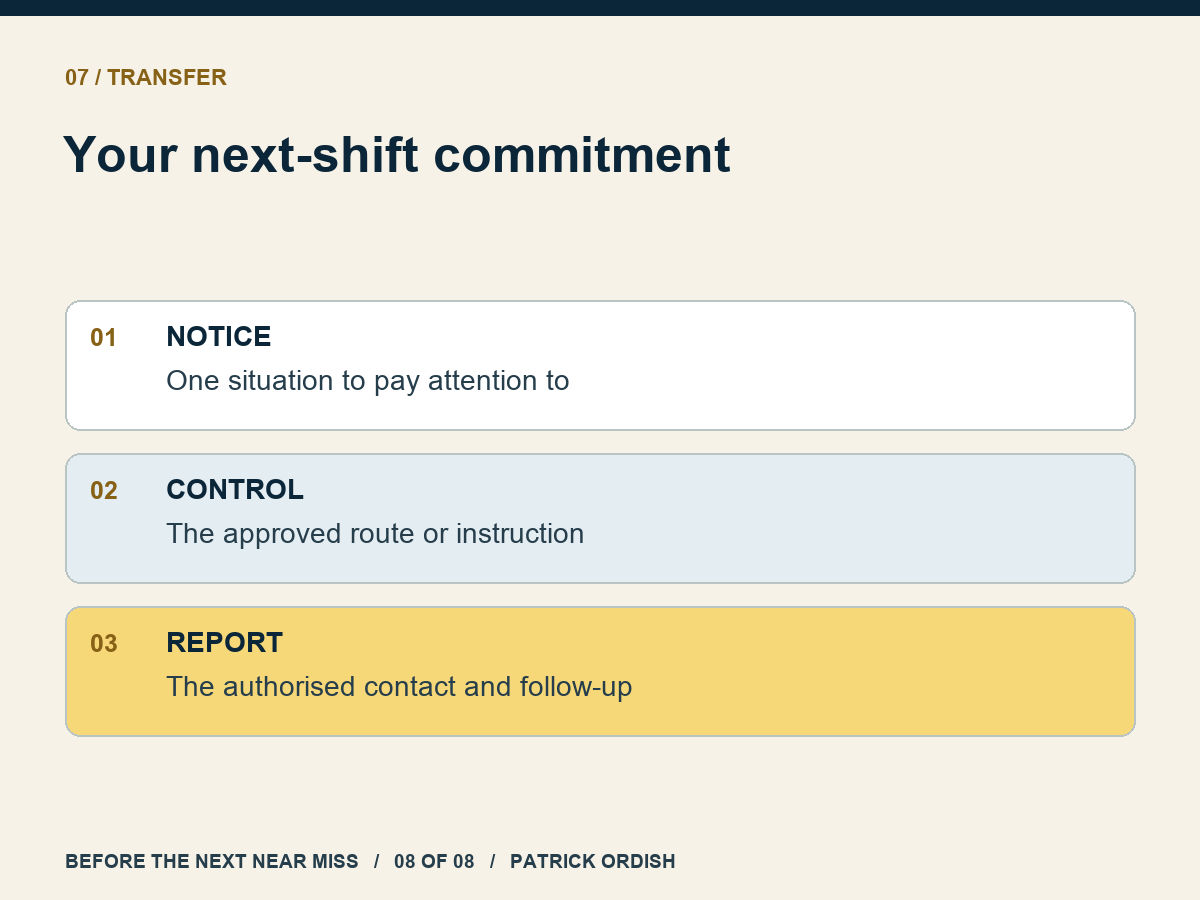 07 / TRANSFER
Your next-shift commitment
01 NOTICE
One situation to pay attention to
02 CONTROL
The approved route or instruction
03 REPORT
The authorised contact and follow-up
BEFORE THE NEXT NEAR MISS / 08 OF 08 / PATRICK ORDISH